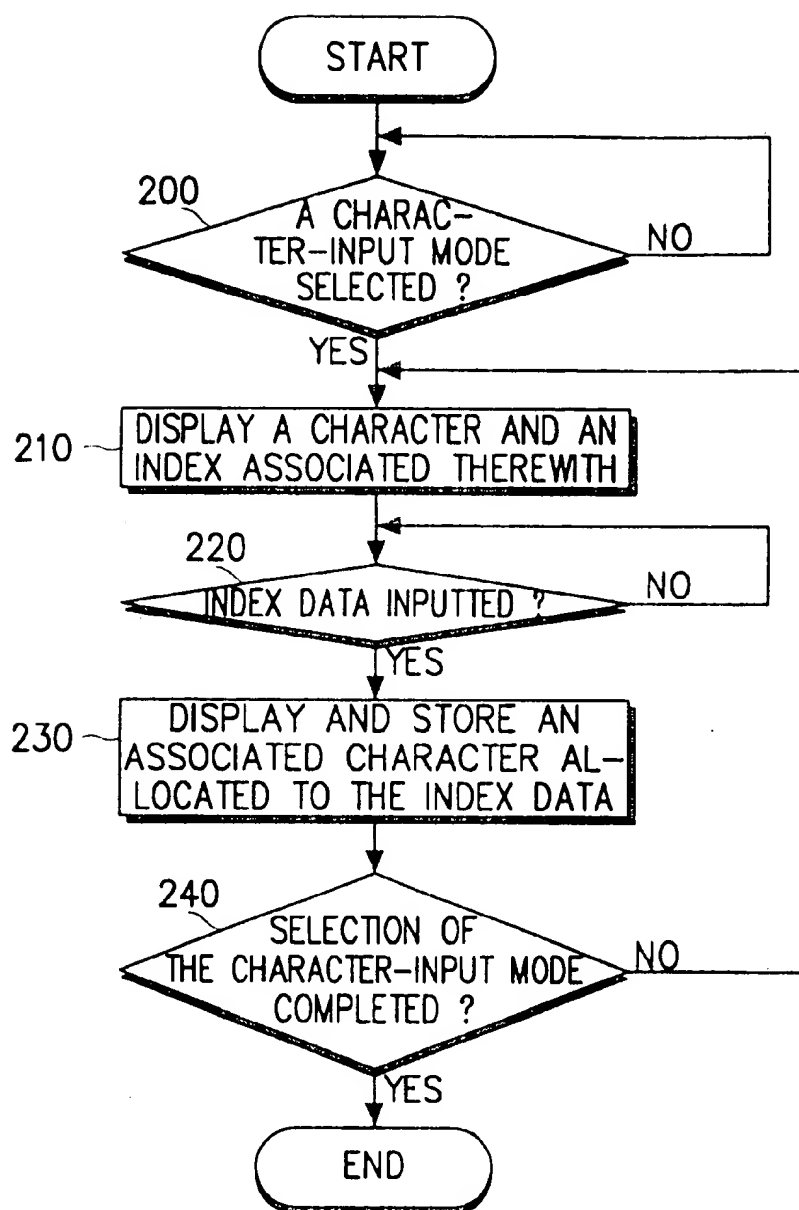 START
200
A CHARAC-
TER-INPUT MODE
SELECTED ?
NO
YES
210
DISPLAY A CHARACTER AND AN
INDEX ASSOCIATED THEREWITH
220
INDEX DATA INPUTTED ?
NO
YES
230
DISPLAY AND STORE AN
ASSOCIATED CHARACTER AL-
LOCATED TO THE INDEX DATA
240
SELECTION OF
THE CHARACTER-INPUT MODE
COMPLETED ?
NO
YES
END